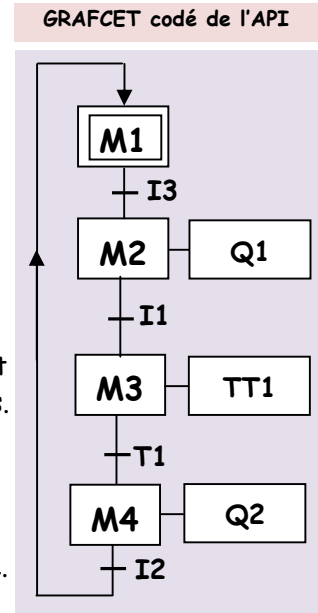 GRAFCET codé de l'API
M1
I3
M2 Q1
I1
M3 TT1
T1
M4 Q2
I2